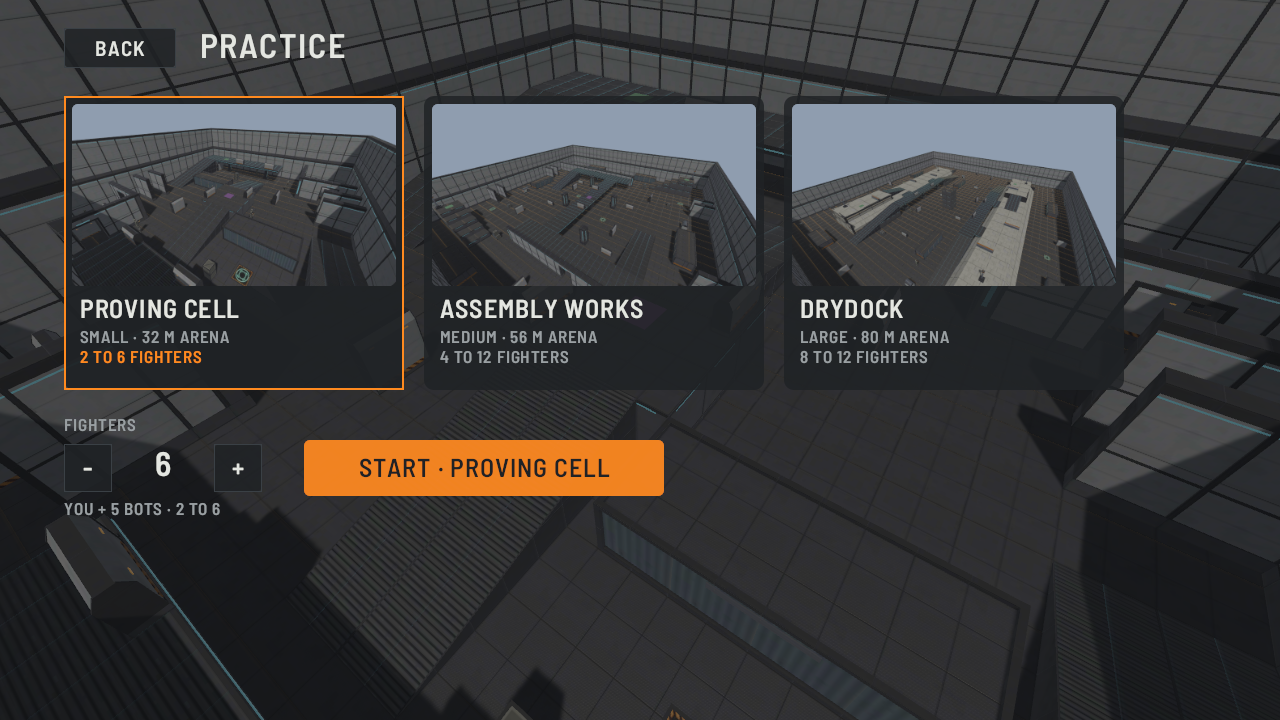 BACK
PRACTICE
PROVING CELL
SMALL · 32 M ARENA
2 TO 6 FIGHTERS
ASSEMBLY WORKS
MEDIUM · 56 M ARENA
4 TO 12 FIGHTERS
DRYDOCK
LARGE · 80 M ARENA
8 TO 12 FIGHTERS
FIGHTERS
- 6 +
START · PROVING CELL
YOU + 5 BOTS · 2 TO 6